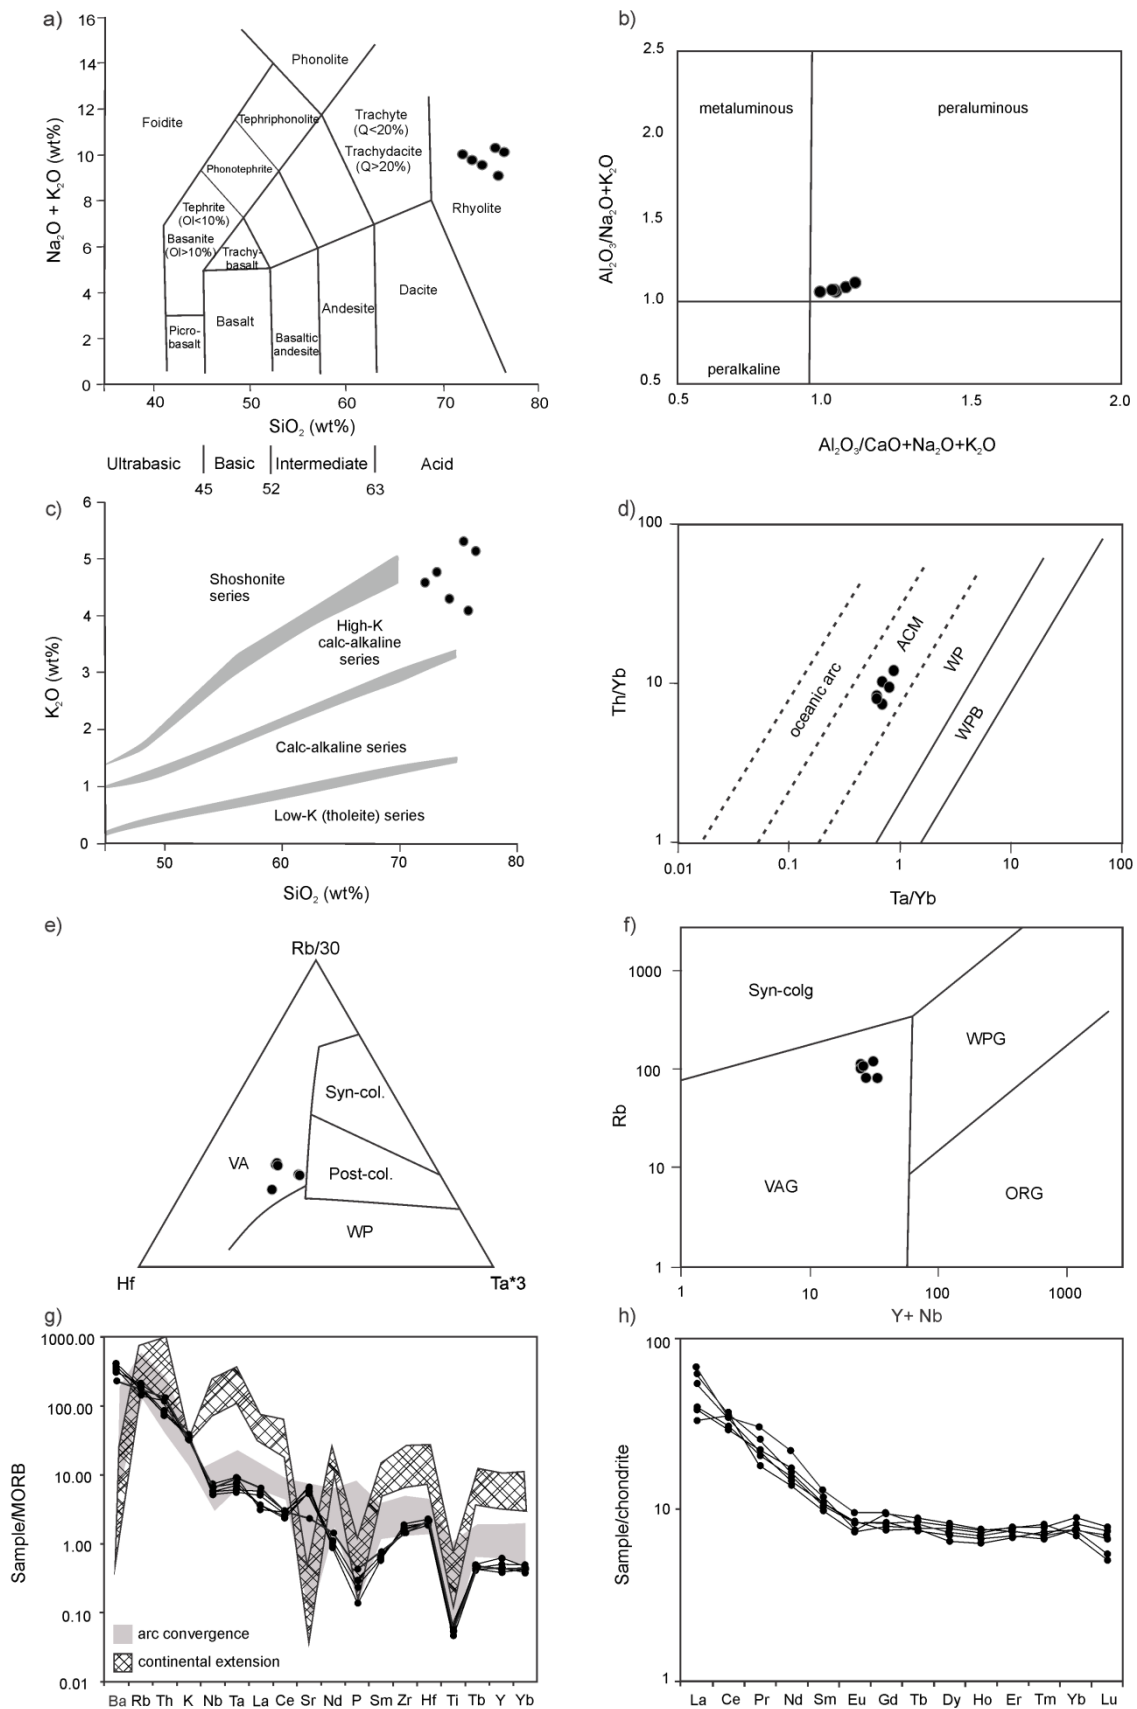 a)
16
14
12
10
8
6
4
2
0
Na₂O + K₂O (wt%)
Foidite
Phonolite
Tephriphonolite
Phonotephrite
Tephrite
(Ol<10%)
Basanite
(Ol>10%)
Trachy-
basalt
Trachyte
(Q<20%)
Trachydacite
(Q>20%)
Rhyolite
Picro-
basalt
Basalt
Basaltic
andesite
Andesite
Dacite
40
50
60
70
80
SiO₂ (wt%)
Ultrabasic
Basic
Intermediate
Acid
45
52
63
b)
2.5
2.0
1.5
1.0
0.5
Al₂O₃/Na₂O+K₂O
metaluminous
peraluminous
peralkaline
0.5
1.0
1.5
2.0
Al₂O₃/CaO+Na₂O+K₂O
c)
6
5
4
3
2
1
0
K₂O (wt%)
Shoshonite
series
High-K
calc-alkaline
series
Calc-alkaline series
Low-K (tholeite) series
50
60
70
80
SiO₂ (wt%)
d)
100
10
1
Th/Yb
oceanic arc
ACM
WP
WPB
0.01
0.1
1
10
100
Ta/Yb
e)
Rb/30
Syn-col.
VA
Post-col.
WP
Hf
Ta*3
f)
1000
100
10
1
Rb
Syn-colg
WPG
VAG
ORG
1
10
100
1000
Y+ Nb
g)
1000.00
100.00
10.00
1.00
0.10
0.01
Sample/MORB
arc convergence
continental extension
Ba Rb Th K Nb Ta La Ce Sr Nd P Sm Zr Hf Ti Tb Y Yb
h)
100
10
1
Sample/chondrite
La Ce Pr Nd Sm Eu Gd Tb Dy Ho Er Tm Yb Lu